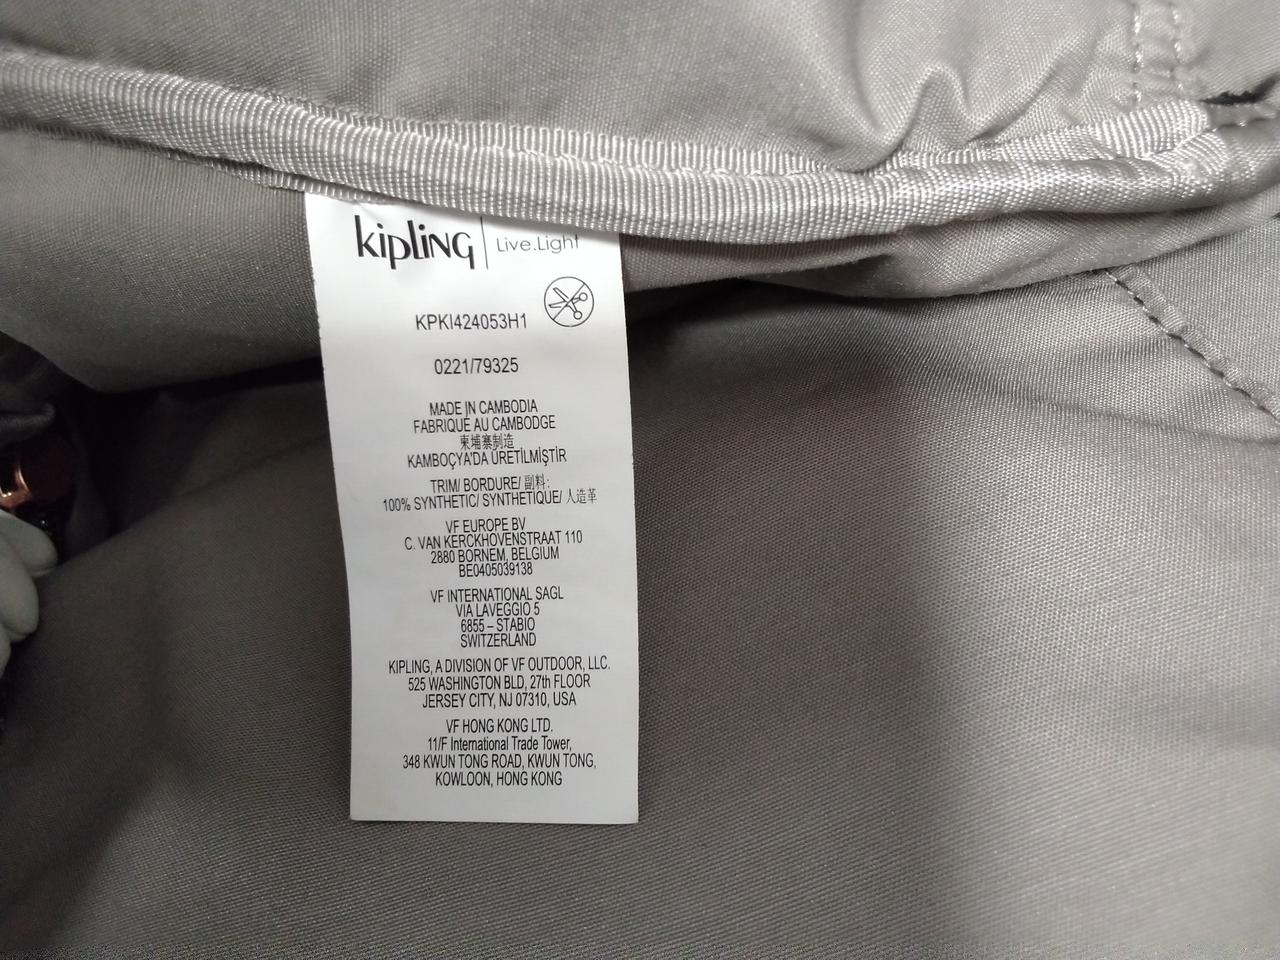 kipling | Live.Light
KPKI424053H1
0221/79325
MADE IN CAMBODIA
FABRIQUE AU CAMBODGE
柬埔寨制造
KAMBOÇYA'DA ÜRETİLMİŞTİR
TRIM/ BORDURE/ 副料:
100% SYNTHETIC/ SYNTHETIQUE/ 人造革
VF EUROPE BV
C. VAN KERCKHOVENSTRAAT 110
2880 BORNEM, BELGIUM
BE0405039138
VF INTERNATIONAL SAGL
VIA LAVEGGIO 5
6855 – STABIO
SWITZERLAND
KIPLING, A DIVISION OF VF OUTDOOR, LLC.
525 WASHINGTON BLD, 27th FLOOR
JERSEY CITY, NJ 07310, USA
VF HONG KONG LTD.
11/F International Trade Tower,
348 KWUN TONG ROAD, KWUN TONG,
KOWLOON, HONG KONG